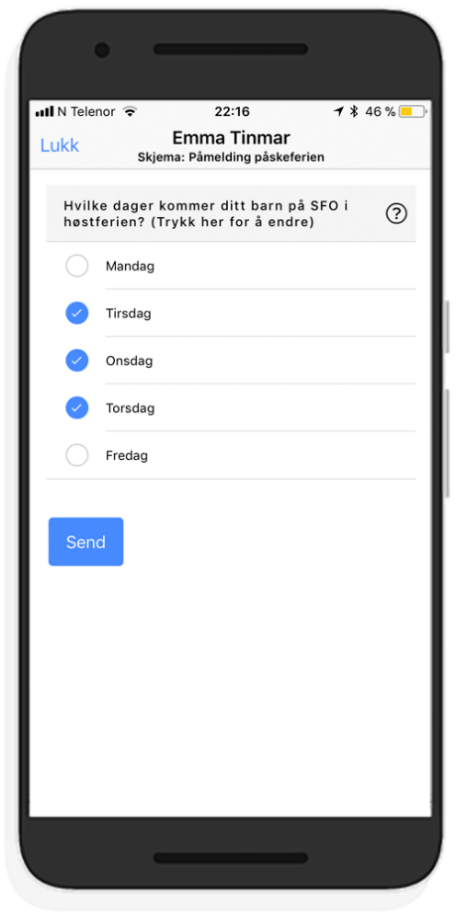 N Telenor 22:16 46 %
Lukk Emma Tinmar
Skjema: Påmelding påskeferien
Hvilke dager kommer ditt barn på SFO i
høstferien? (Trykk her for å endre)
?
Mandag
Tirsdag
Onsdag
Torsdag
Fredag
Send